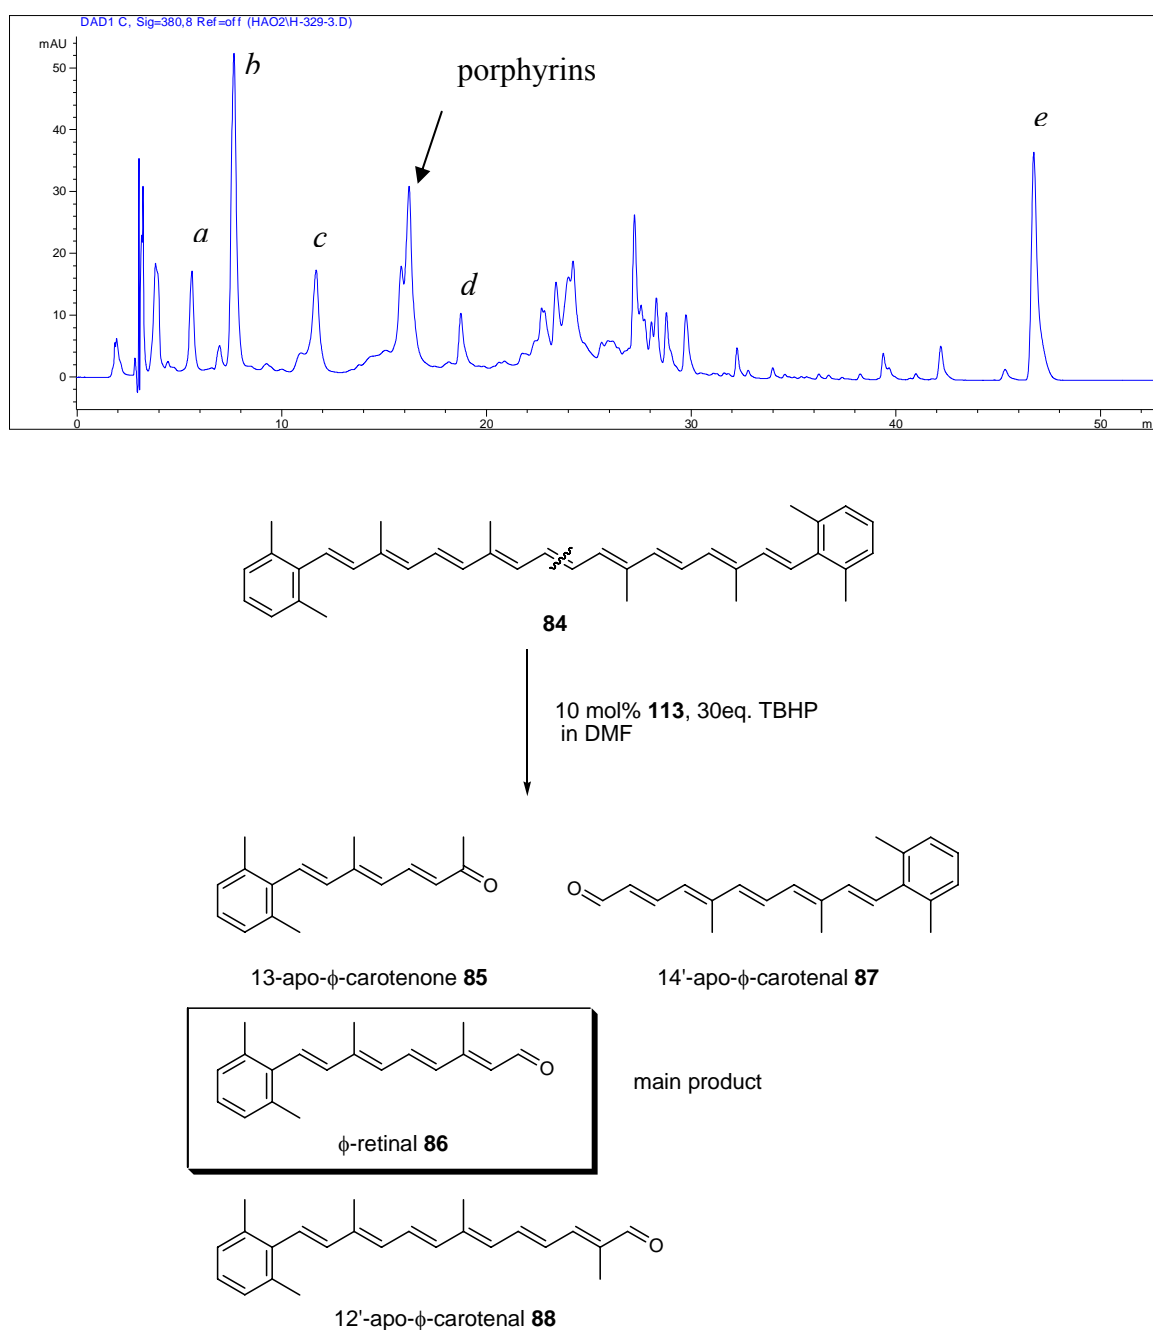 DAD1 C, Sig=380,8 Ref=off (HAO2\H-329-3.D)
mAU
50
40
30
20
10
0
a
b
c
porphyrins
d
e
0 10 20 30 40 50 m
84
10 mol% 113, 30eq. TBHP
in DMF
O
O
13-apo-ϕ-carotenone 85
14'-apo-ϕ-carotenal 87
O
main product
ϕ-retinal 86
O
12'-apo-ϕ-carotenal 88